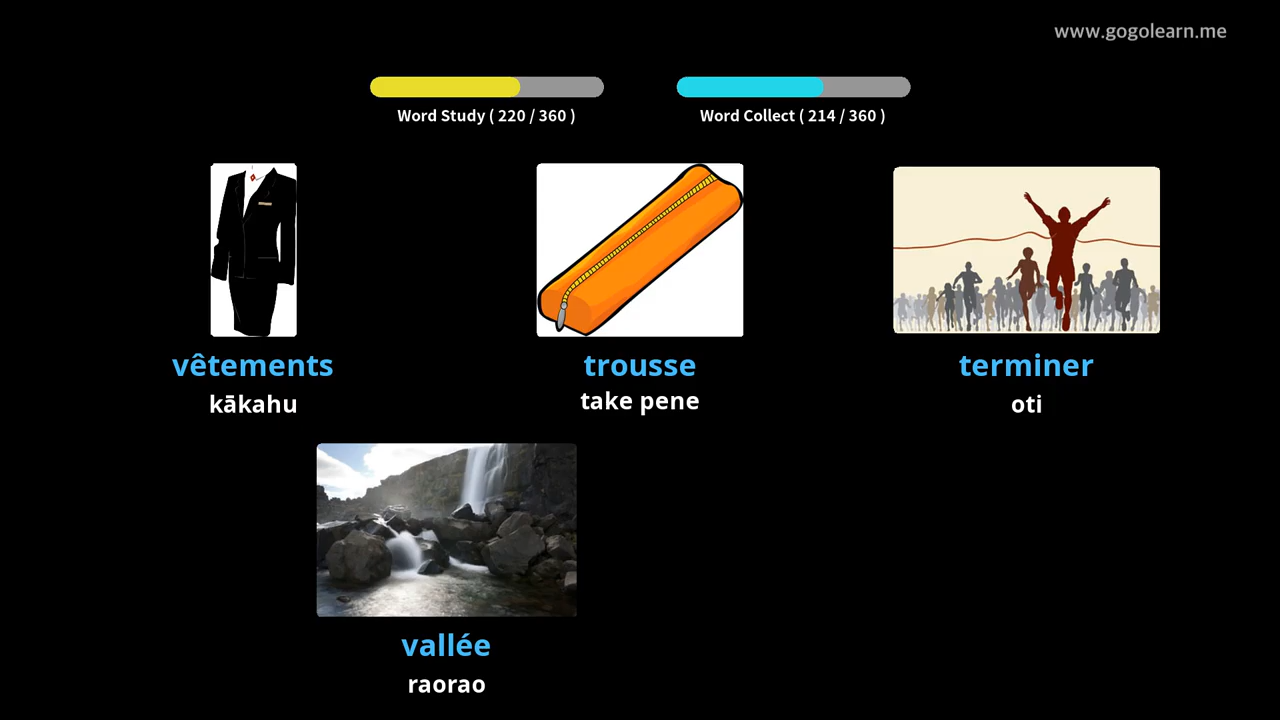 www.gogolearn.me
Word Study ( 220 / 360 )
Word Collect ( 214 / 360 )
vêtements
kākahu
trousse
take pene
terminer
oti
vallée
raorao